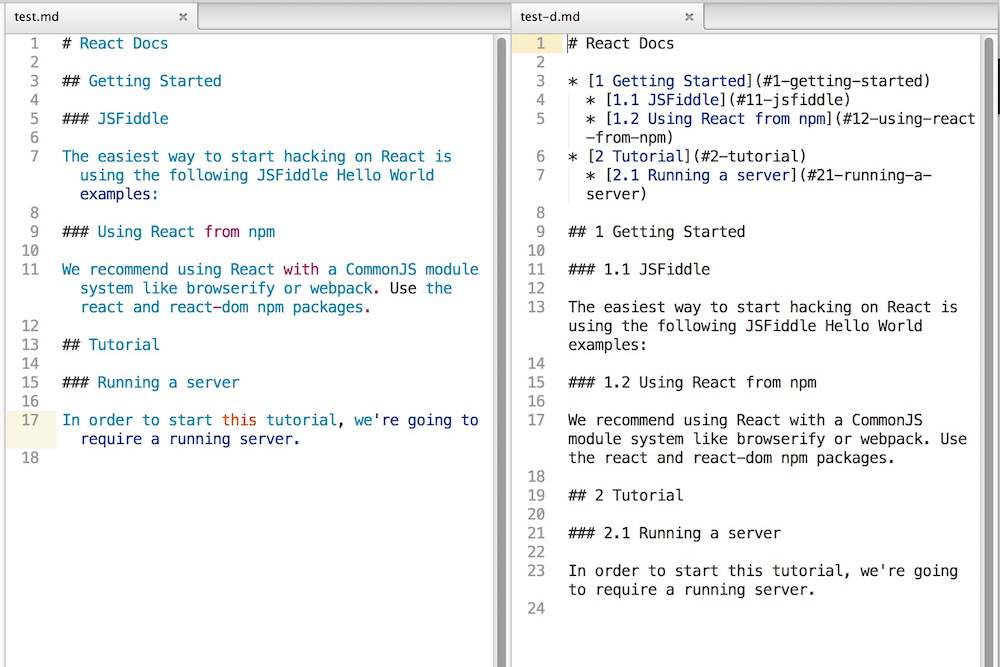 test.md
1 # React Docs
2
3 ## Getting Started
4
5 ### JSFiddle
6
7 The easiest way to start hacking on React is
using the following JSFiddle Hello World
examples:
8
9 ### Using React from npm
10
11 We recommend using React with a CommonJS module
system like browserify or webpack. Use the
react and react-dom npm packages.
12
13 ## Tutorial
14
15 ### Running a server
16
17 In order to start this tutorial, we're going to
require a running server.
18
test-d.md
1 # React Docs
2
3 * [1 Getting Started](#1-getting-started)
4 * [1.1 JSFiddle](#11-jsfiddle)
5 * [1.2 Using React from npm](#12-using-react
-from-npm)
6 * [2 Tutorial](#2-tutorial)
7 * [2.1 Running a server](#21-running-a-
server)
8
9 ## 1 Getting Started
10
11 ### 1.1 JSFiddle
12
13 The easiest way to start hacking on React is
using the following JSFiddle Hello World
examples:
14
15 ### 1.2 Using React from npm
16
17 We recommend using React with a CommonJS
module system like browserify or webpack. Use
the react and react-dom npm packages.
18
19 ## 2 Tutorial
20
21 ### 2.1 Running a server
22
23 In order to start this tutorial, we're going
to require a running server.
24